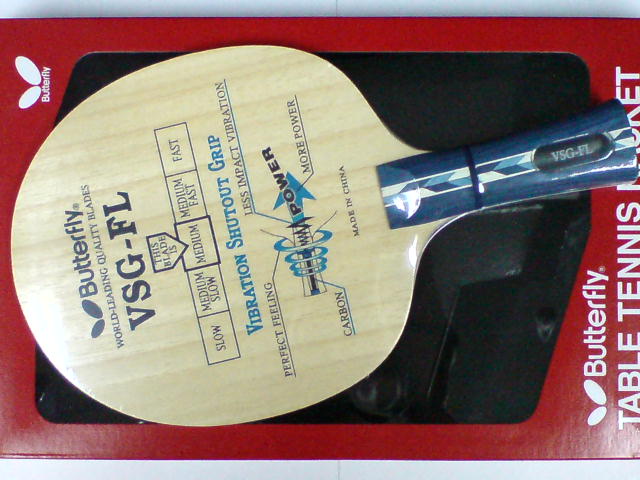 Butterfly
Butterfly®
WORLD-LEADING QUALITY BLADES
VSG-FL
THIS
BLADE
IS
SLOW
MEDIUM
SLOW
MEDIUM
MEDIUM
FAST
FAST
VIBRATION SHUTOUT GRIP
LESS IMPACT VIBRATION
MORE POWER
POWER
PERFECT FEELING
CARBON
MADE IN CHINA
VSG-FL
Butterfly®
TABLE TENNIS